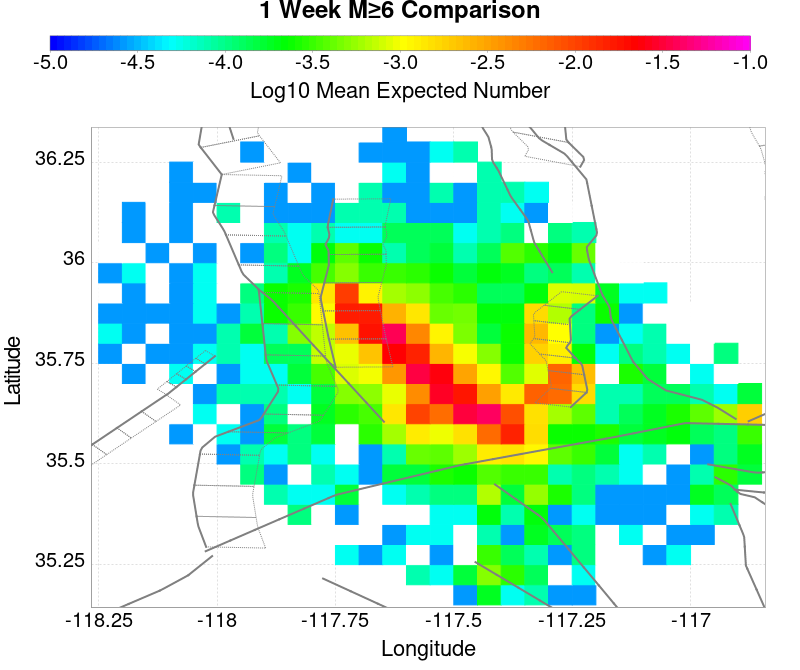 1 Week M≥6 Comparison
-5.0 -4.5 -4.0 -3.5 -3.0 -2.5 -2.0 -1.5 -1.0
Log10 Mean Expected Number
36.25
36
35.75
35.5
35.25
Latitude
-118.25 -118 -117.75 -117.5 -117.25 -117
Longitude